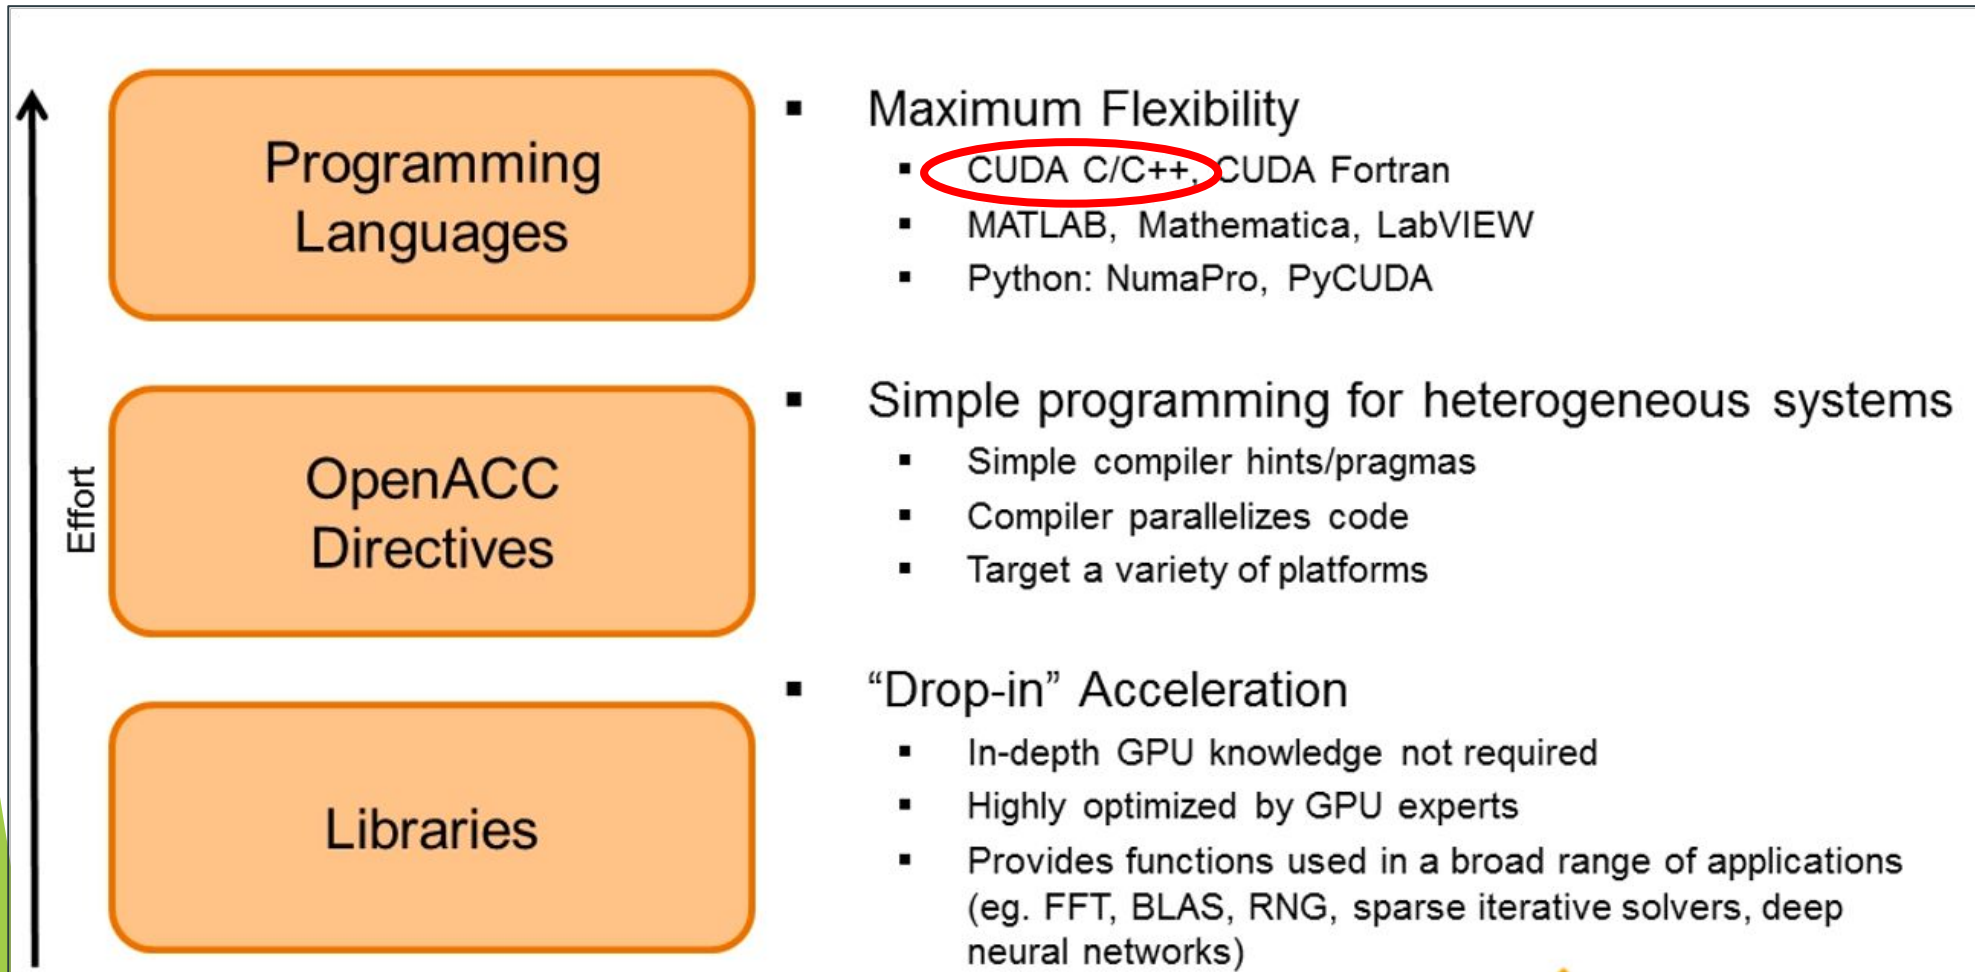 Effort
Programming
Languages
▪ Maximum Flexibility
▪ CUDA C/C++, CUDA Fortran
▪ MATLAB, Mathematica, LabVIEW
▪ Python: NumaPro, PyCUDA
OpenACC
Directives
▪ Simple programming for heterogeneous systems
▪ Simple compiler hints/pragmas
▪ Compiler parallelizes code
▪ Target a variety of platforms
Libraries
▪ “Drop-in” Acceleration
▪ In-depth GPU knowledge not required
▪ Highly optimized by GPU experts
▪ Provides functions used in a broad range of applications
(eg. FFT, BLAS, RNG, sparse iterative solvers, deep
neural networks)